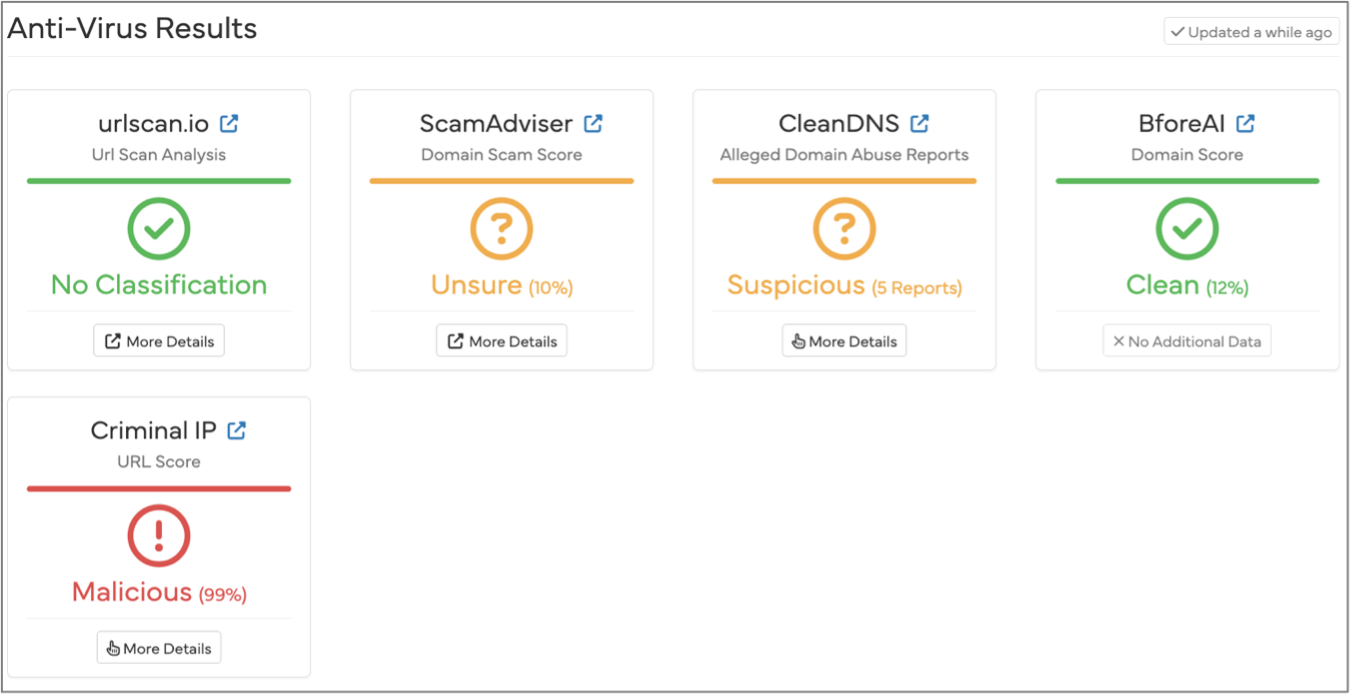 Anti-Virus Results
Updated a while ago
urlscan.io
Url Scan Analysis
No Classification
More Details
ScamAdviser
Domain Scam Score
Unsure (10%)
More Details
CleanDNS
Alleged Domain Abuse Reports
Suspicious (5 Reports)
More Details
BforeAI
Domain Score
Clean (12%)
No Additional Data
Criminal IP
URL Score
Malicious (99%)
More Details